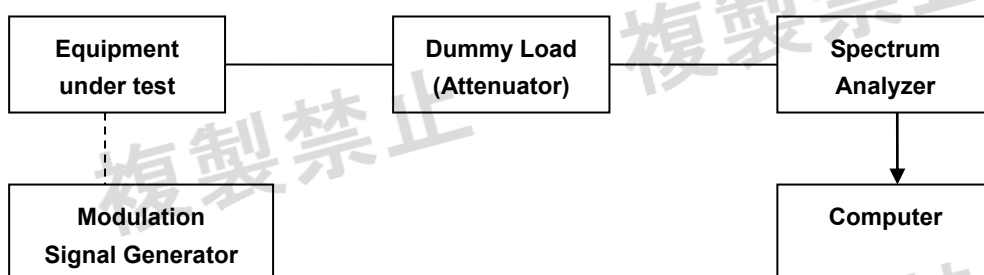 Equipment
under test
Dummy Load
(Attenuator)
Spectrum
Analyzer
Modulation
Signal Generator
Computer
複製禁止
複製禁止